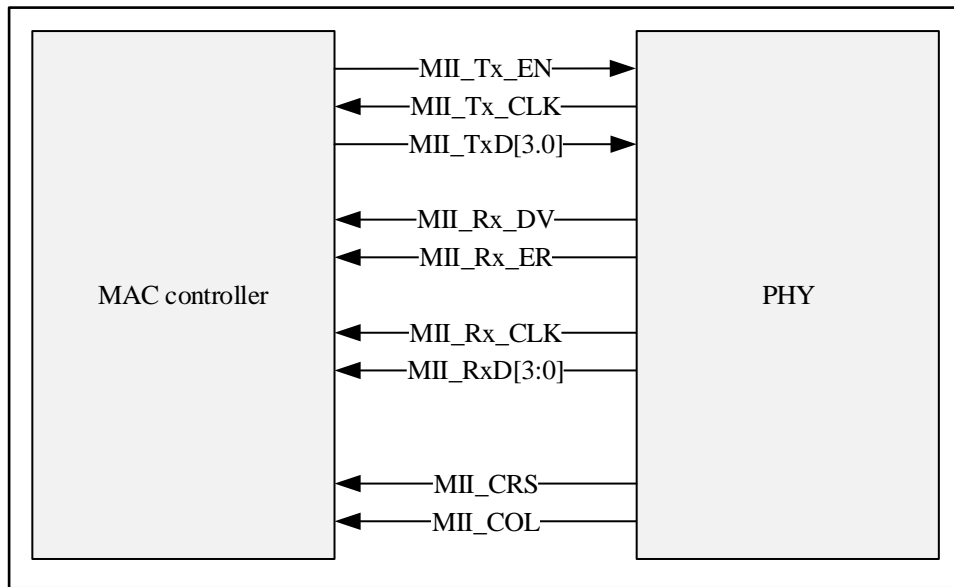 MII_Tx_EN
MII_Tx_CLK
MII_TxD[3.0]
MII_Rx_DV
MII_Rx_ER
MAC controller
PHY
MII_Rx_CLK
MII_RxD[3:0]
MII_CRS
MII_COL